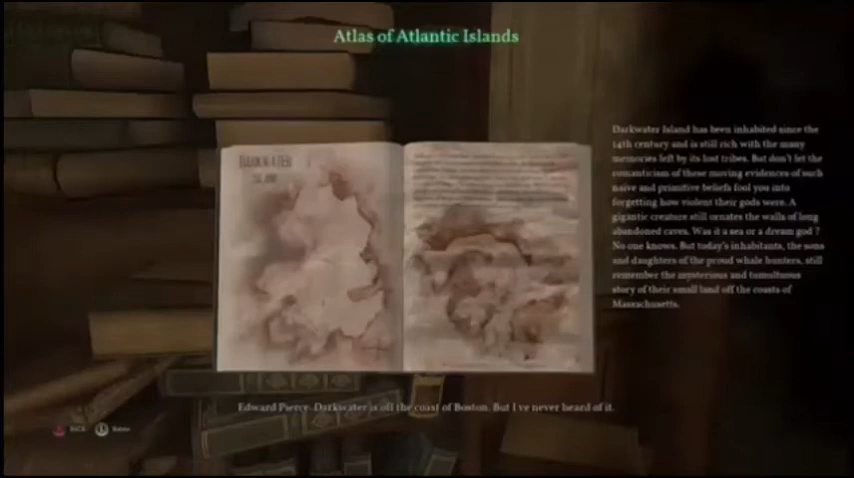 Atlas of Atlantic Islands
DARKWATER
ISLAND
Darkwater Island has been inhabited since the
14th century and is still rich with the many
memories left by its lost tribes. But don't let the
romanticism of these moving evidences of such
naive and primitive beliefs fool you into
forgetting how violent their gods were. A
gigantic creature still ornates the walls of long
abandoned caves. Was it a sea or a dream god ?
No one knows. But today's inhabitants, the sons
and daughters of the proud whale hunters, still
remember the mysterious and tumultuous
story of their small land off the coasts of
Massachusetts.
Edward Pierce: Darkwater is off the coast of Boston. But I've never heard of it.
BACK